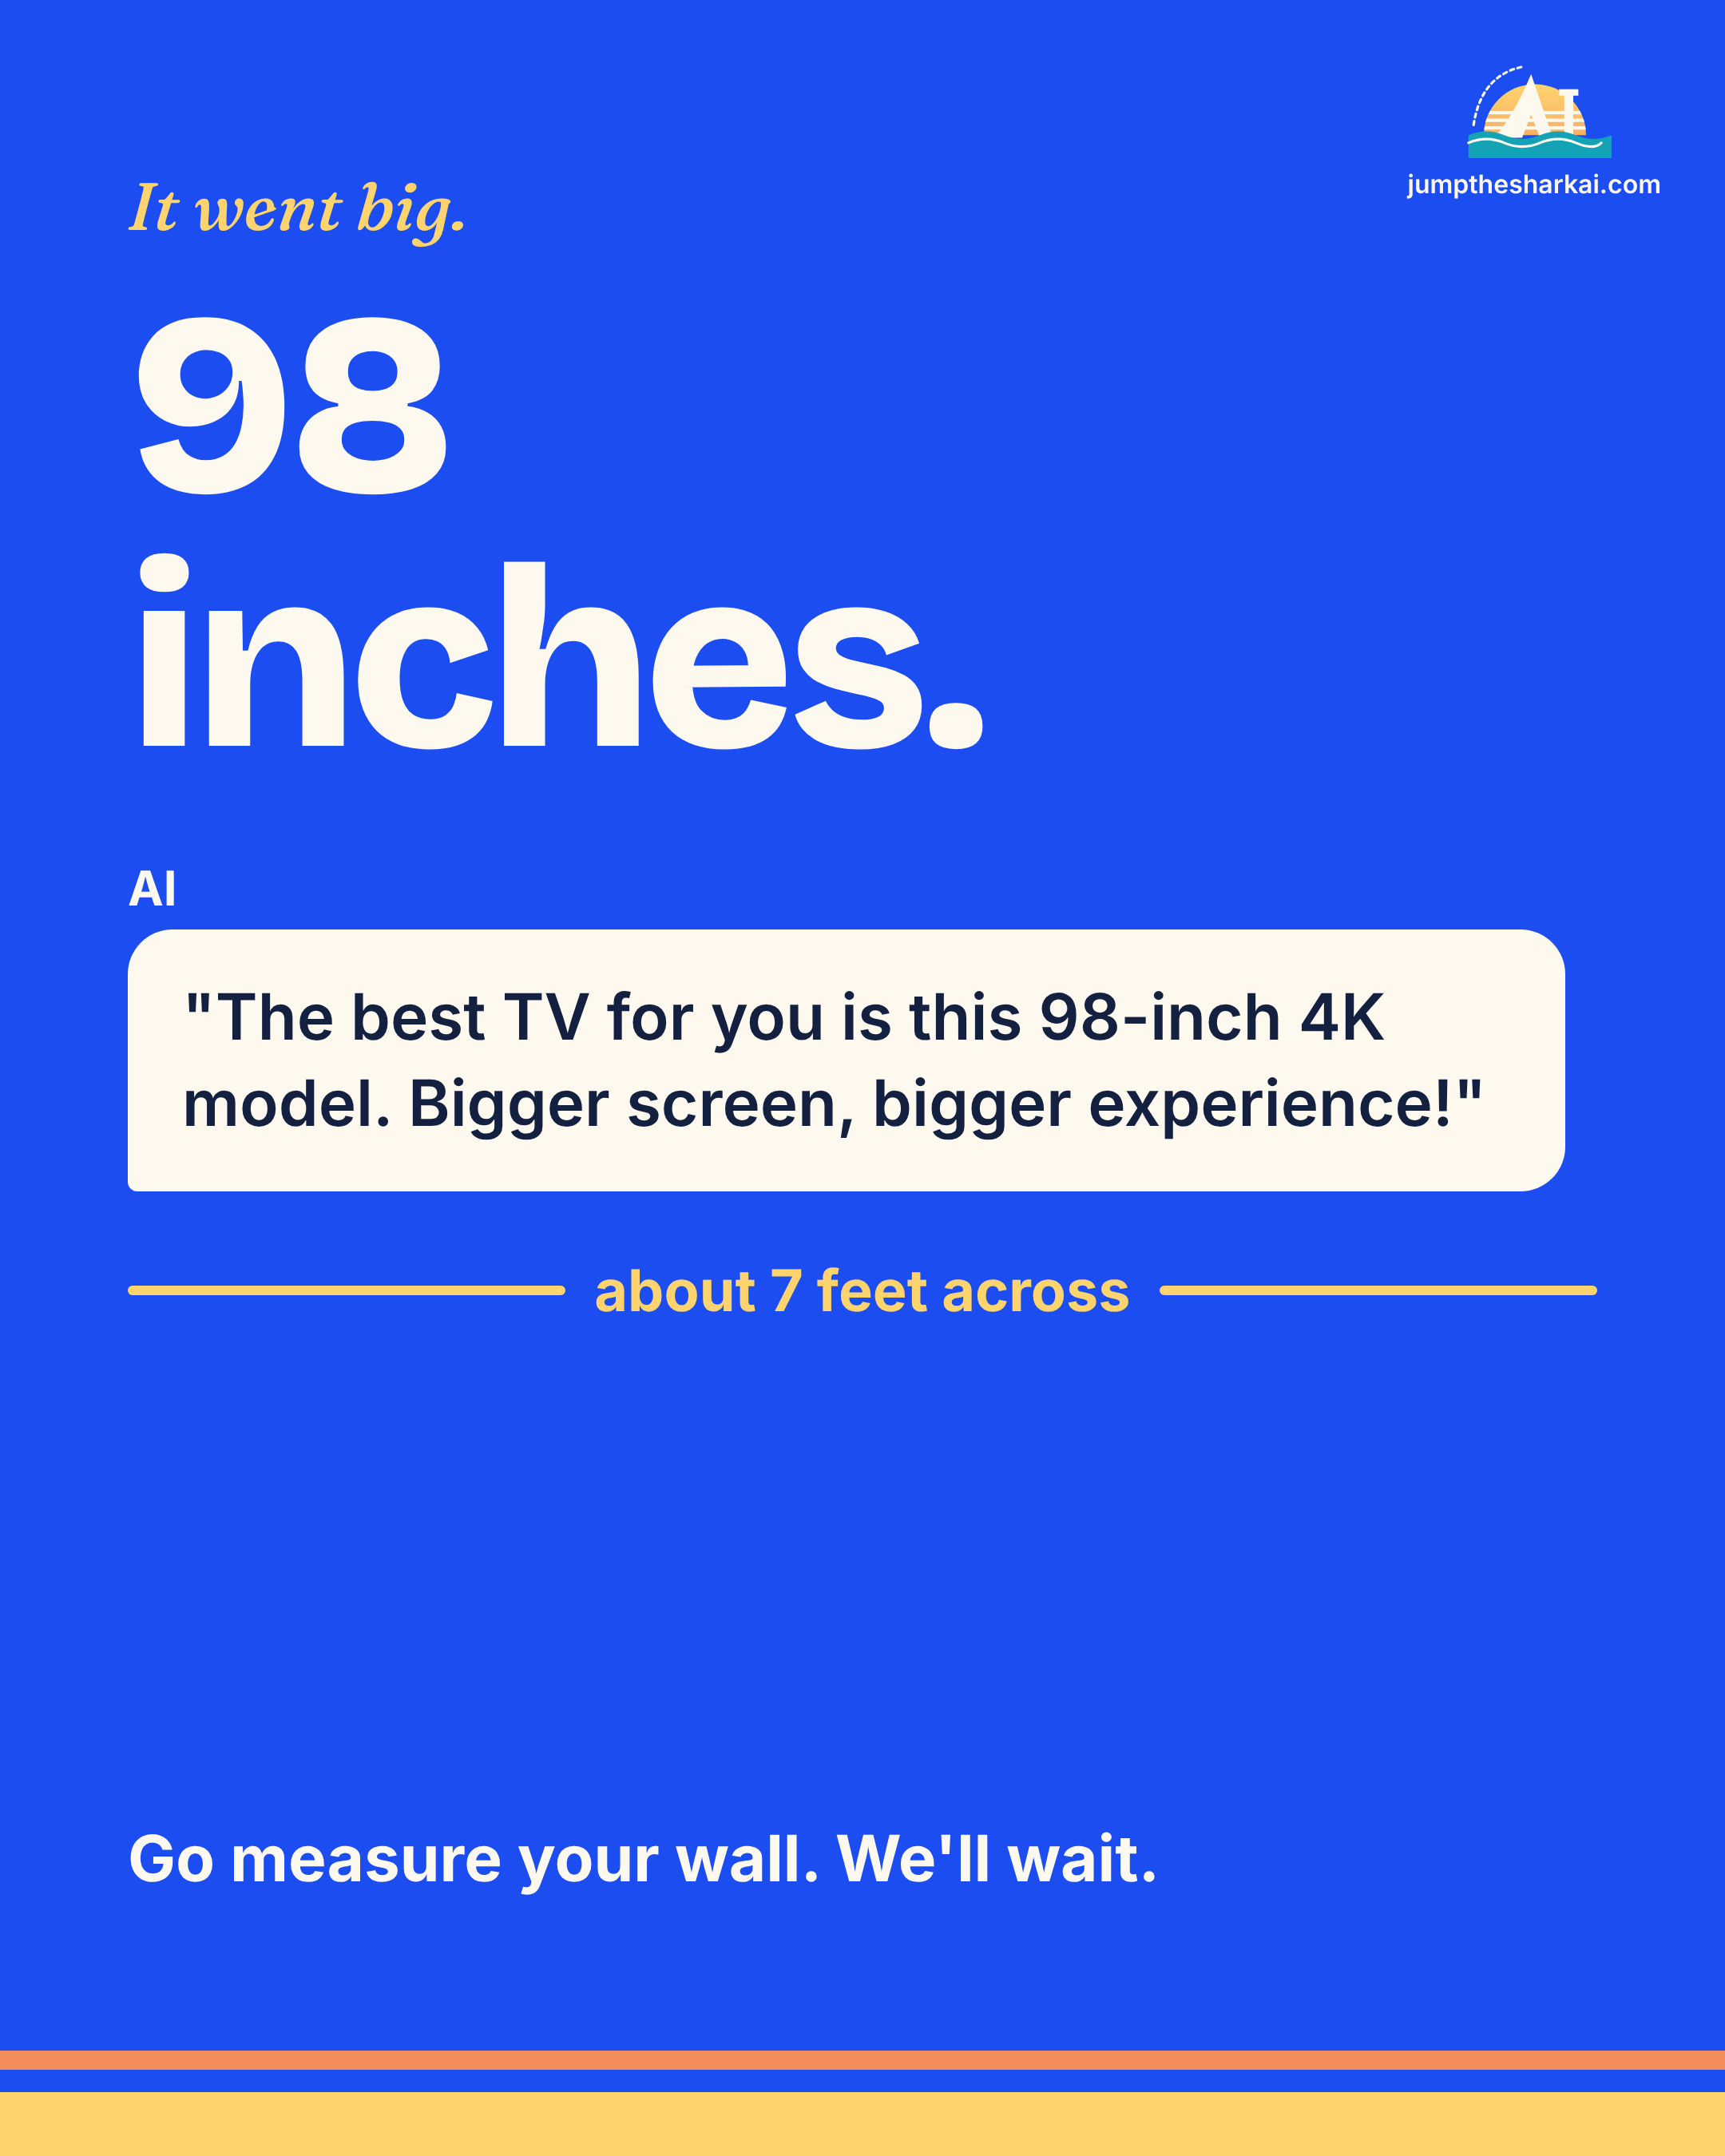 AI
jumpthesharkai.com
It went big.
98
inches.
AI
"The best TV for you is this 98-inch 4K
model. Bigger screen, bigger experience!"
about 7 feet across
Go measure your wall. We'll wait.